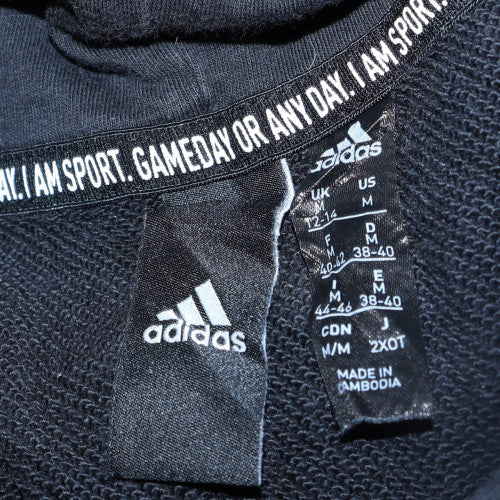 AY. I AM SPORT. GAMEDAY OR ANY DAY. I AM SPORT.
adidas
adidas
UK US
M M
12-14 M
F D
M M
40-42 38-40
I E
M M
44-46 38-40
CDN J
M/M 2XOT
MADE IN
CAMBODIA